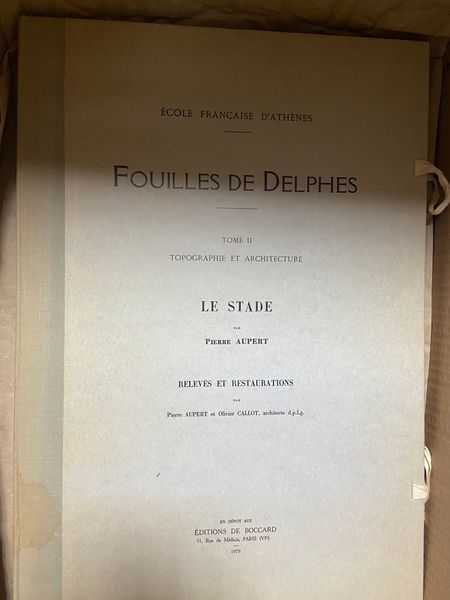 ÉCOLE FRANÇAISE D'ATHÈNES
FOUILLES DE DELPHES
TOME II
TOPOGRAPHIE ET ARCHITECTURE
LE STADE
PAR
PIERRE AUPERT
RELEVÉS ET RESTAURATIONS
PAR
Pierre AUPERT et Olivier CALLOT, architecte d.p.l.g.
EN DÉPÔT AUX
ÉDITIONS DE BOCCARD
11, Rue de Médicis, PARIS (VIᵉ)
1979